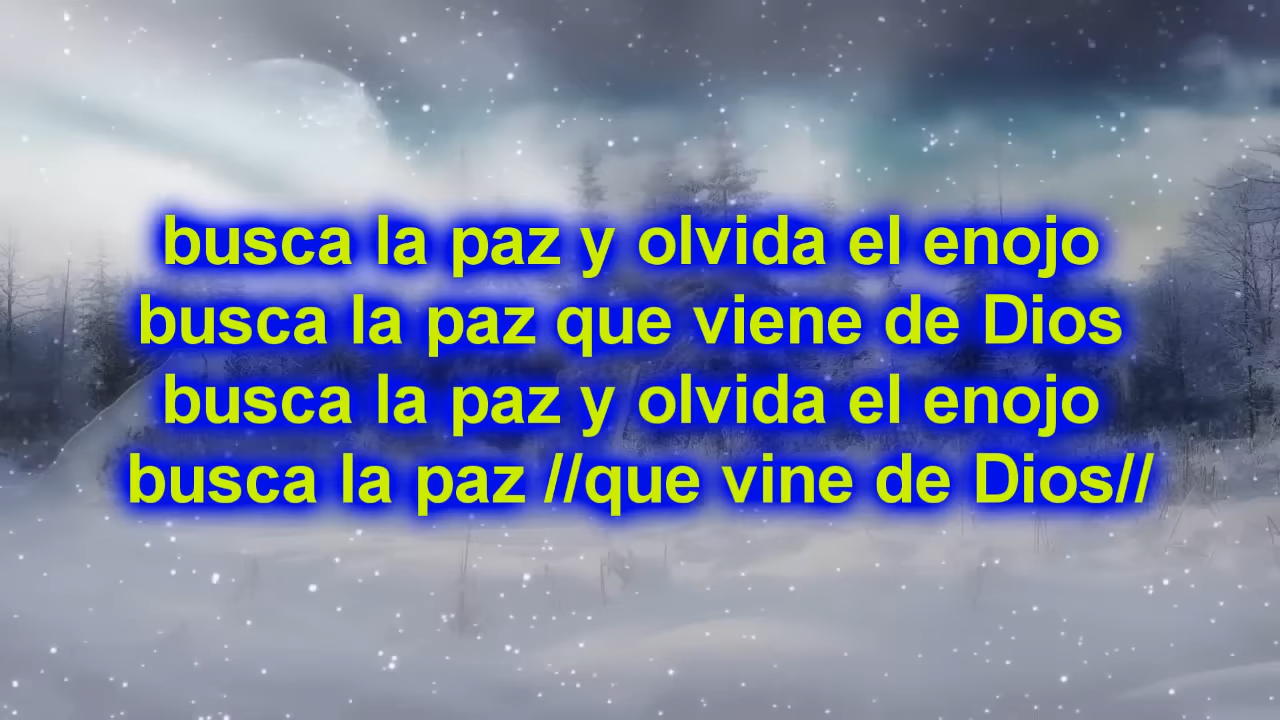 busca la paz y olvida el enojo
busca la paz que viene de Dios
busca la paz y olvida el enojo
busca la paz //que vine de Dios//